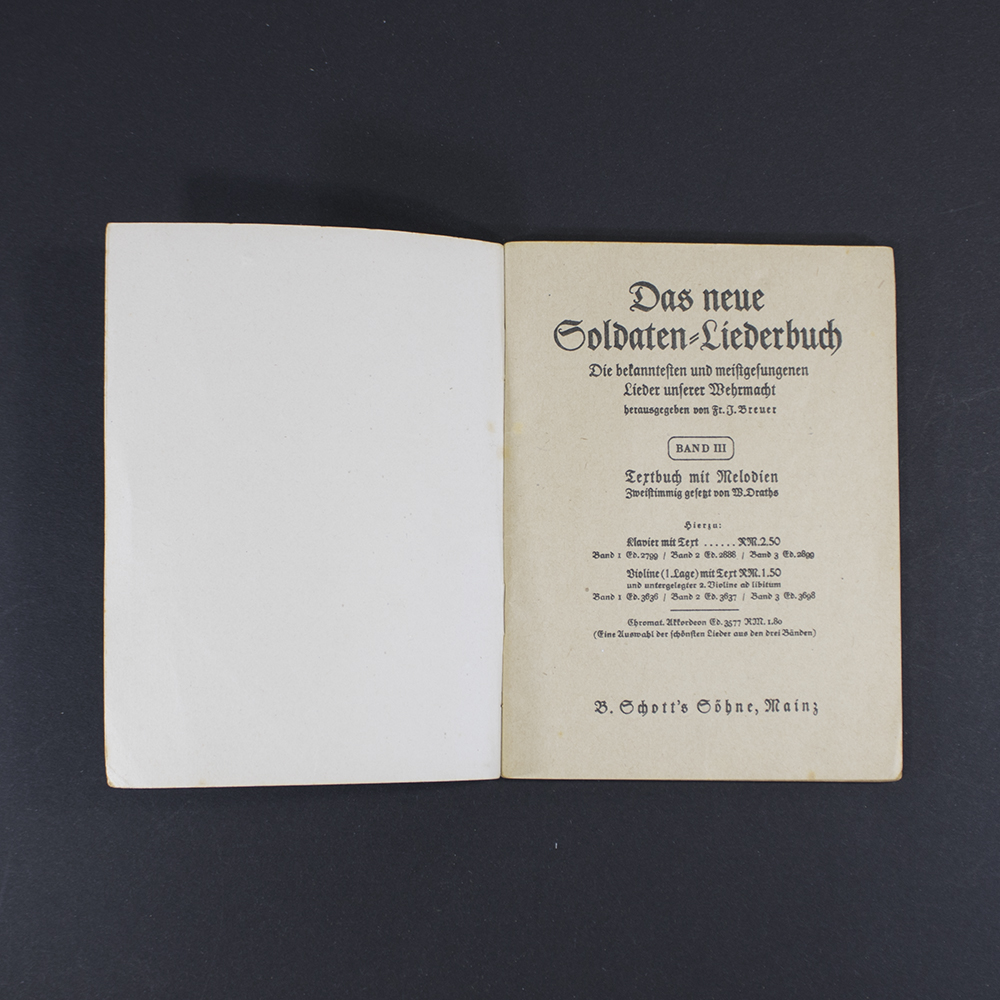 Das neue
Soldaten-Liederbuch
Die bekanntesten und meistgesungenen
Lieder unserer Wehrmacht
herausgegeben von Fr. J. Breuer
BAND III
Textbuch mit Melodien
Zweistimmig gesetzt von W. Draths
Hierzu:
Klavier mit Text ...... RM. 2.50
Band 1 Ed. 2799 / Band 2 Ed. 2888 / Band 3 Ed. 2899
Violine (1. Lage) mit Text RM. 1.50
und untergelegter 2. Violine ad libitum
Band 1 Ed. 3636 / Band 2 Ed. 3637 / Band 3 Ed. 3698
Chromat. Akkordeon Ed. 3577 RM. 1.80
(Eine Auswahl der schönsten Lieder aus den drei Bänden)
B. Schott's Söhne, Mainz